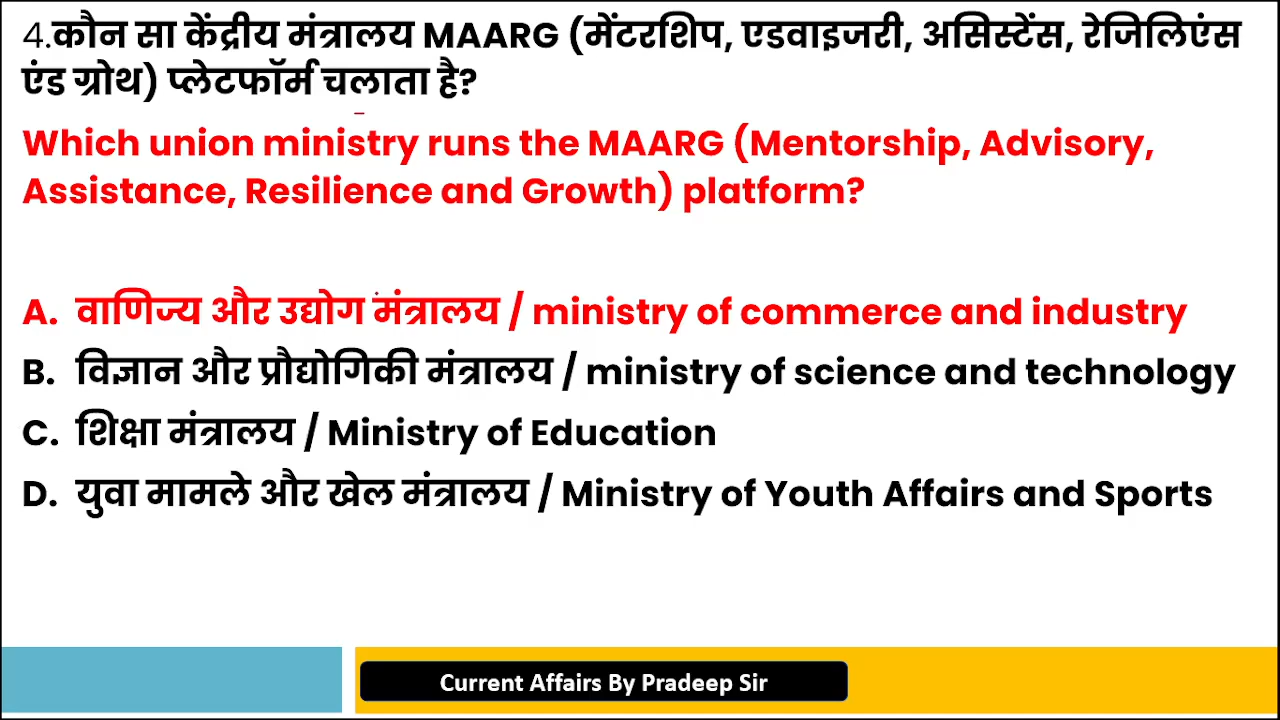 4.कौन सा केंद्रीय मंत्रालय MAARG (मेंटरशिप, एडवाइजरी, असिस्टेंस, रेजिलिएंस
एंड ग्रोथ) प्लेटफॉर्म चलाता है?
Which union ministry runs the MAARG (Mentorship, Advisory,
Assistance, Resilience and Growth) platform?
A. वाणिज्य और उद्योग मंत्रालय / ministry of commerce and industry
B. विज्ञान और प्रौद्योगिकी मंत्रालय / ministry of science and technology
C. शिक्षा मंत्रालय / Ministry of Education
D. युवा मामले और खेल मंत्रालय / Ministry of Youth Affairs and Sports
Current Affairs By Pradeep Sir